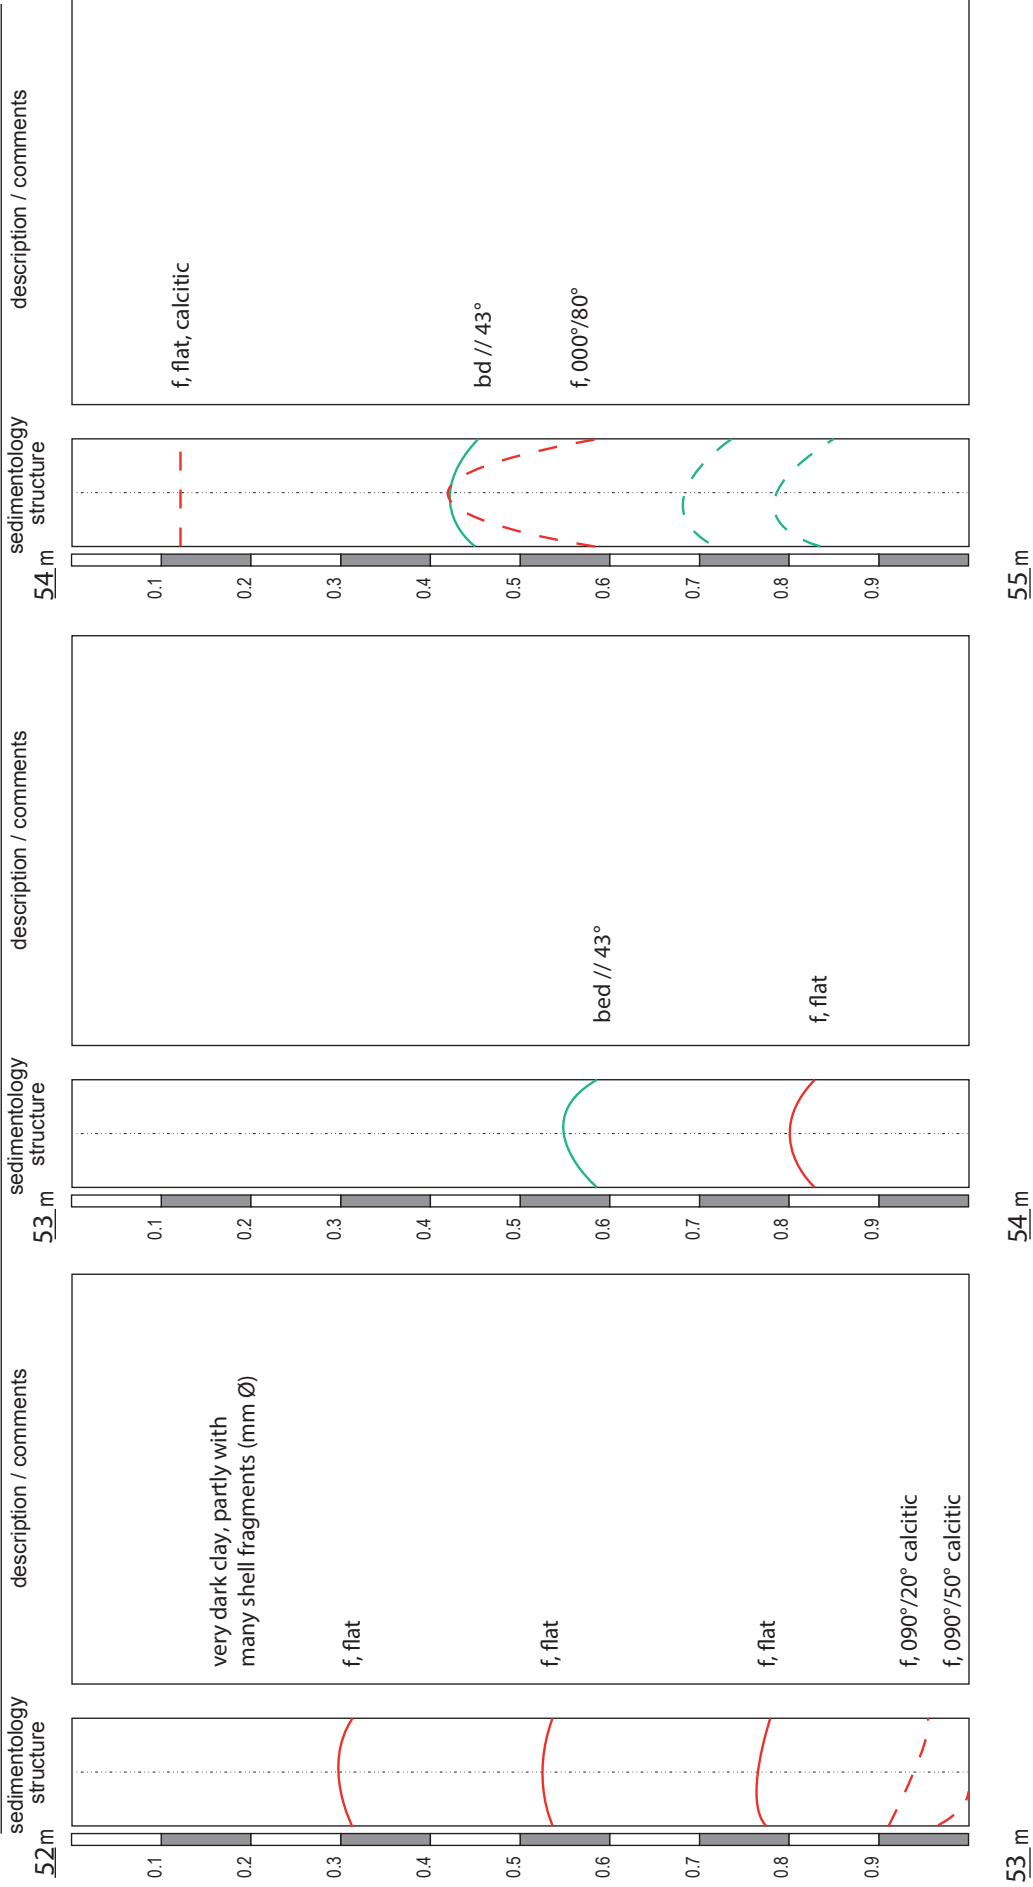 52 m
sedimentology
structure
description / comments
0.1
0.2
0.3
0.4
0.5
0.6
0.7
0.8
0.9
very dark clay, partly with
many shell fragments (mm Ø)
f, flat
f, flat
f, flat
f, 090°/20° calcitic
f, 090°/50° calcitic
53 m
53 m
sedimentology
structure
description / comments
0.1
0.2
0.3
0.4
0.5
0.6
0.7
0.8
0.9
bed // 43°
f, flat
54 m
54 m
sedimentology
structure
description / comments
0.1
0.2
0.3
0.4
0.5
0.6
0.7
0.8
0.9
f, flat, calcitic
bd // 43°
f, 000°/80°
55 m